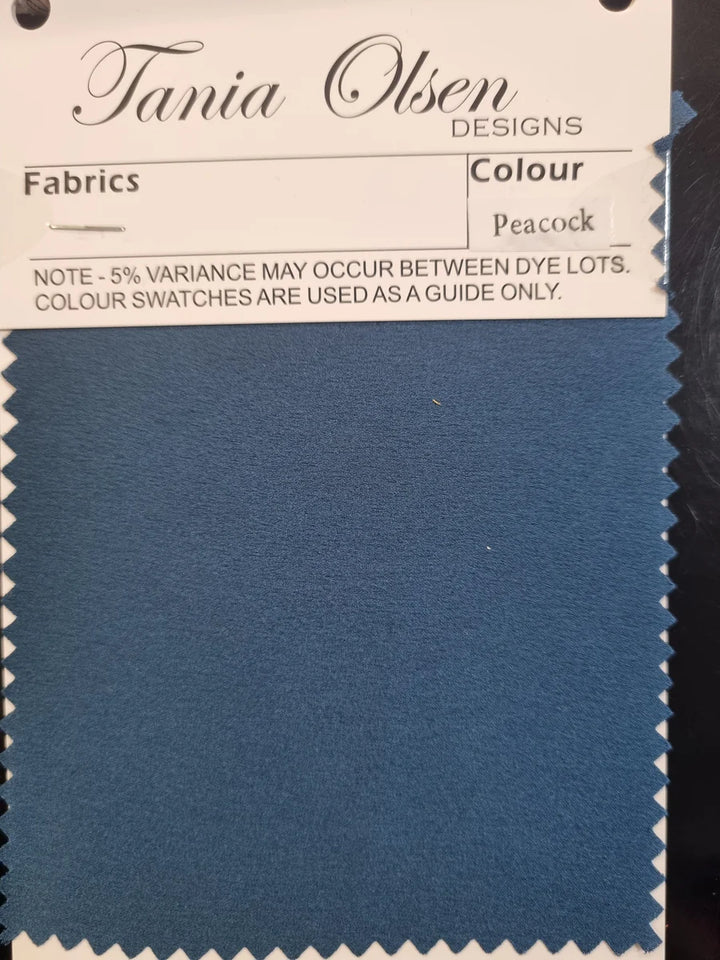 Tania Olsen
DESIGNS
Fabrics
Colour
Peacock
NOTE - 5% VARIANCE MAY OCCUR BETWEEN DYE LOTS.
COLOUR SWATCHES ARE USED AS A GUIDE ONLY.